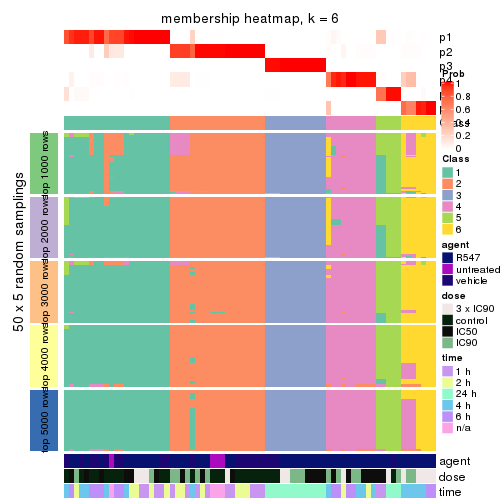 membership heatmap, k = 6
p1
p2
p3
p4
Prob
1
0.8
0.6
0.4
0.2
0
Class
1
2
3
4
5
6
agent
R547
untreated
vehicle
dose
3 x IC90
control
IC50
IC90
time
1 h
2 h
24 h
4 h
6 h
n/a
50 x 5 random samplings
top 1000 rows
top 2000 rows
top 3000 rows
top 4000 rows
top 5000 rows
agent
dose
time